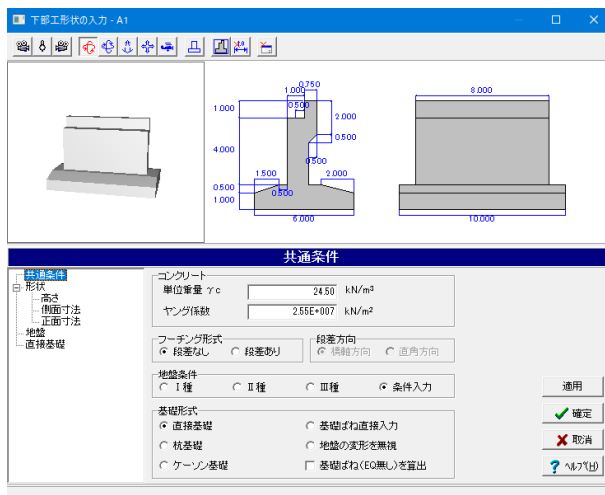 下部工形状の入力 - A1
1.000
0.750
1.000
0.500
2.000
0.500
4.000
0.500
1.500
2.000
0.500
0.500
1.000
6.000
8.000
10.000
共通条件
共通条件
形状
高さ
側面寸法
正面寸法
地盤
直接基礎
コンクリート
単位重量 γc 24.50 kN/m³
ヤング係数 2.55E+007 kN/m²
フーチング形式
段差なし 段差あり
段差方向
橋軸方向 直角方向
地盤条件
Ⅰ種 Ⅱ種 Ⅲ種 条件入力
基礎形式
直接基礎 基礎ばね直接入力
杭基礎 地盤の変形を無視
ケーソン基礎 基礎ばね(EQ無し)を算出
適用
確定
取消
ヘルプ(H)